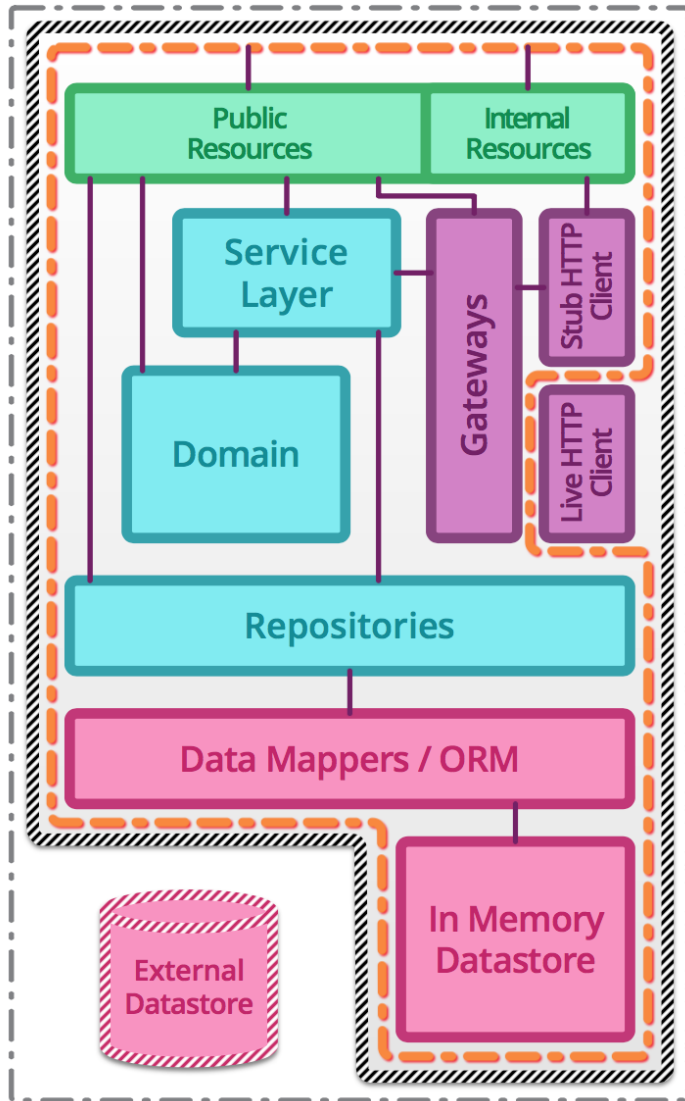 Public
Resources
Internal
Resources
Service
Layer
Gateways
Stub HTTP
Client
Domain
Live HTTP
Client
Repositories
Data Mappers / ORM
In Memory
Datastore
External
Datastore